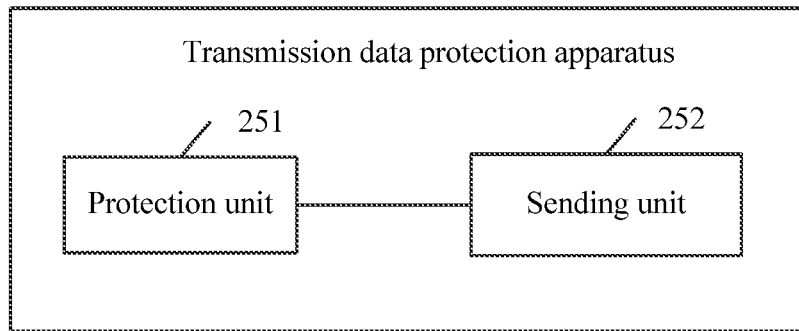 Transmission data protection apparatus
251
252
Protection unit
Sending unit